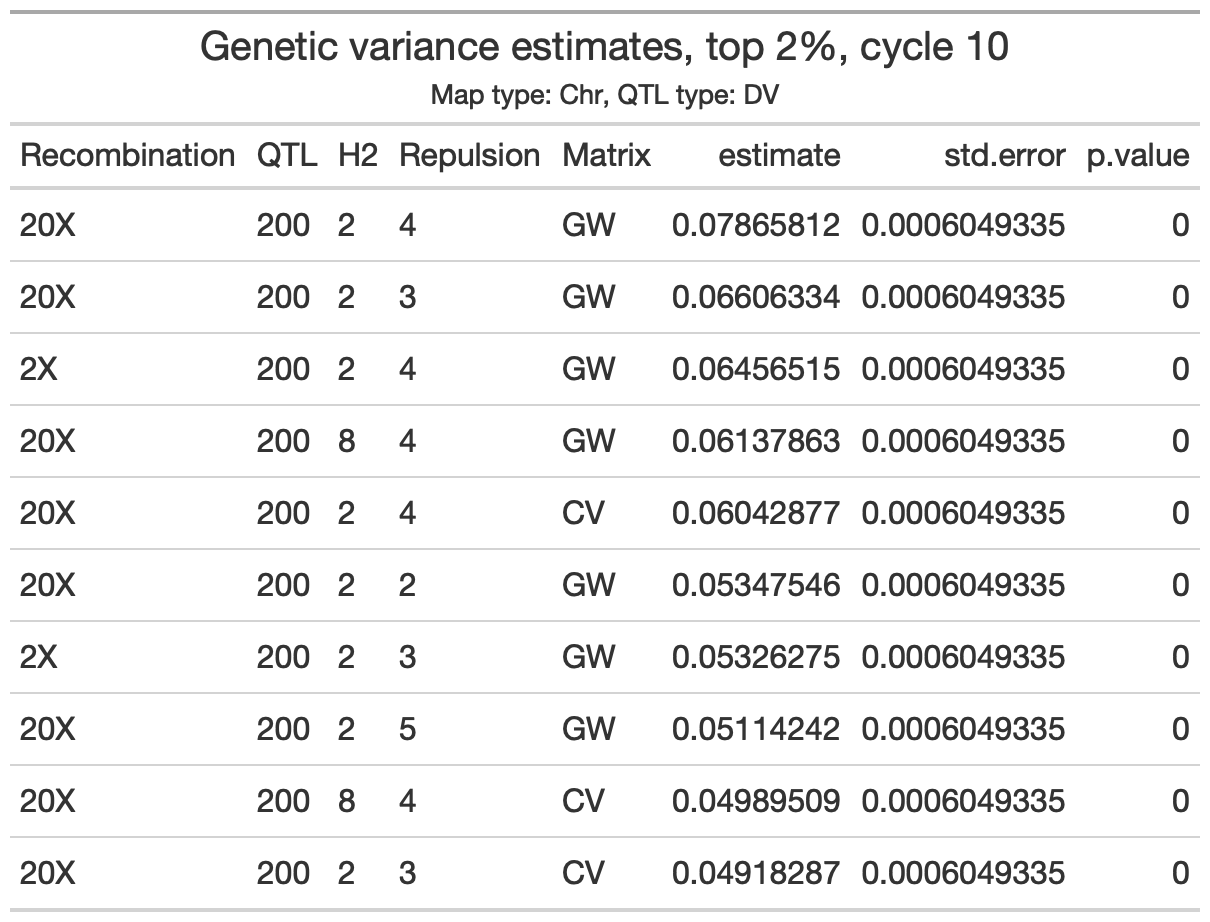 Genetic variance estimates, top 2%, cycle 10
Map type: Chr, QTL type: DV
Recombination QTL H2 Repulsion Matrix estimate std.error p.value
20X 200 2 4 GW 0.07865812 0.0006049335 0
20X 200 2 3 GW 0.06606334 0.0006049335 0
2X 200 2 4 GW 0.06456515 0.0006049335 0
20X 200 8 4 GW 0.06137863 0.0006049335 0
20X 200 2 4 CV 0.06042877 0.0006049335 0
20X 200 2 2 GW 0.05347546 0.0006049335 0
2X 200 2 3 GW 0.05326275 0.0006049335 0
20X 200 2 5 GW 0.05114242 0.0006049335 0
20X 200 8 4 CV 0.04989509 0.0006049335 0
20X 200 2 3 CV 0.04918287 0.0006049335 0